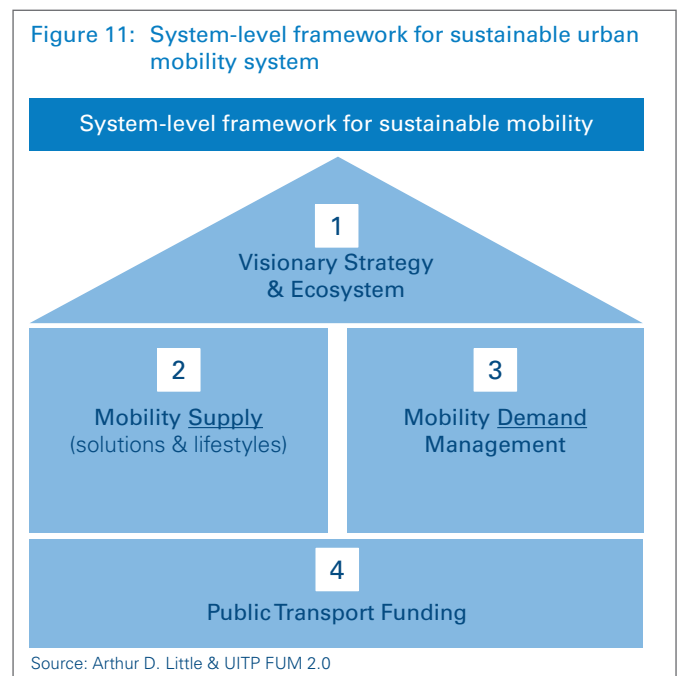 Figure 11: System-level framework for sustainable urban
mobility system
System-level framework for sustainable mobility
1
Visionary Strategy
& Ecosystem
2
Mobility Supply
(solutions & lifestyles)
3
Mobility Demand
Management
4
Public Transport Funding
Source: Arthur D. Little & UITP FUM 2.0